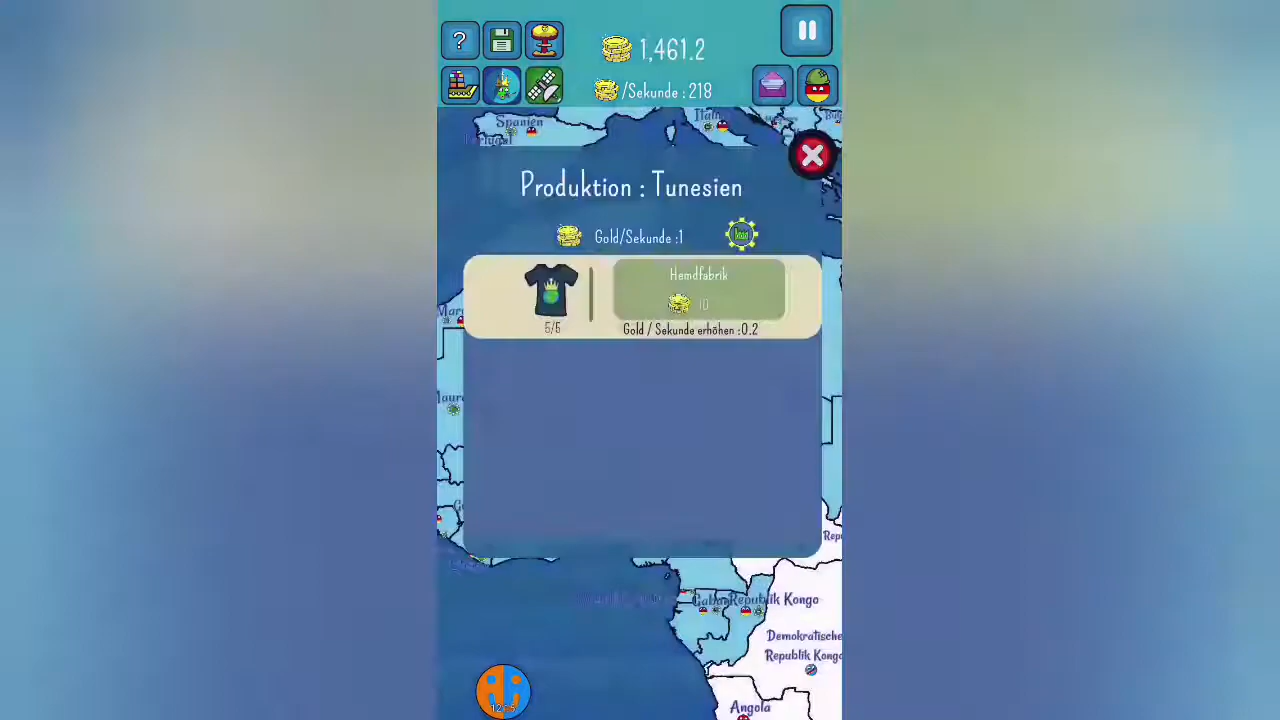 ?
1,461.2
/Sekunde : 218
Spanien
Portugal
Produktion : Tunesien
Gold/Sekunde :1
Hemdfabrik
10
5/5
Gold / Sekunde erhöhen :0.2
Gabun
Republik Kongo
Demokratische
Republik Kongo
Angola